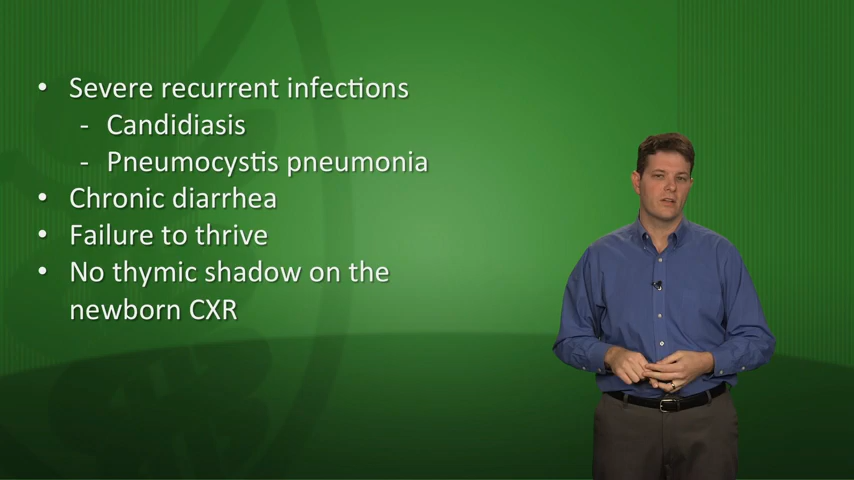 • Severe recurrent infections
- Candidiasis
- Pneumocystis pneumonia
• Chronic diarrhea
• Failure to thrive
• No thymic shadow on the
newborn CXR